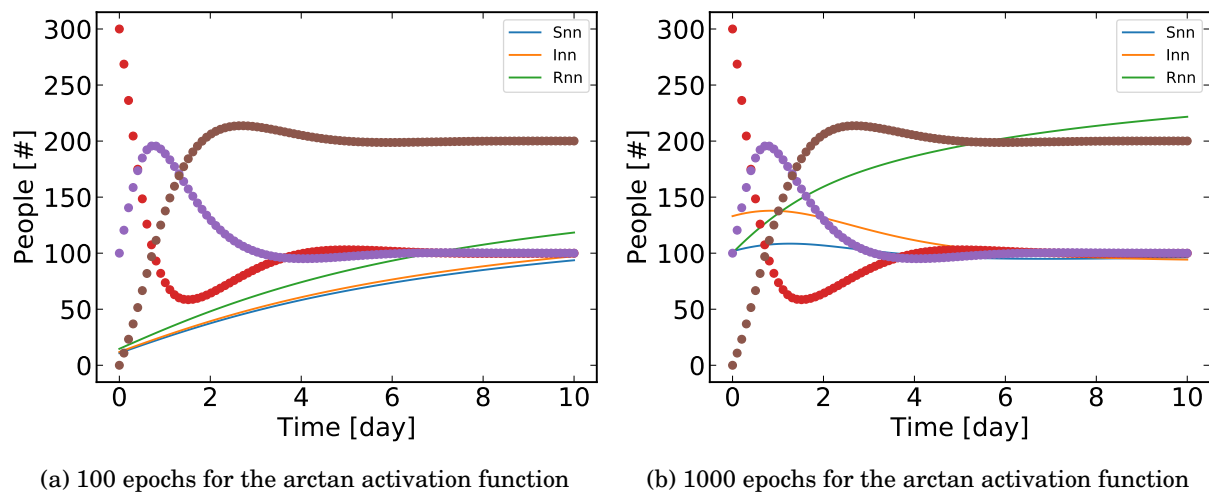 300
250
200
150
100
50
0
People [#]
0 2 4 6 8 10
Time [day]
Snn
Inn
Rnn
(a) 100 epochs for the arctan activation function
300
250
200
150
100
50
0
People [#]
0 2 4 6 8 10
Time [day]
Snn
Inn
Rnn
(b) 1000 epochs for the arctan activation function